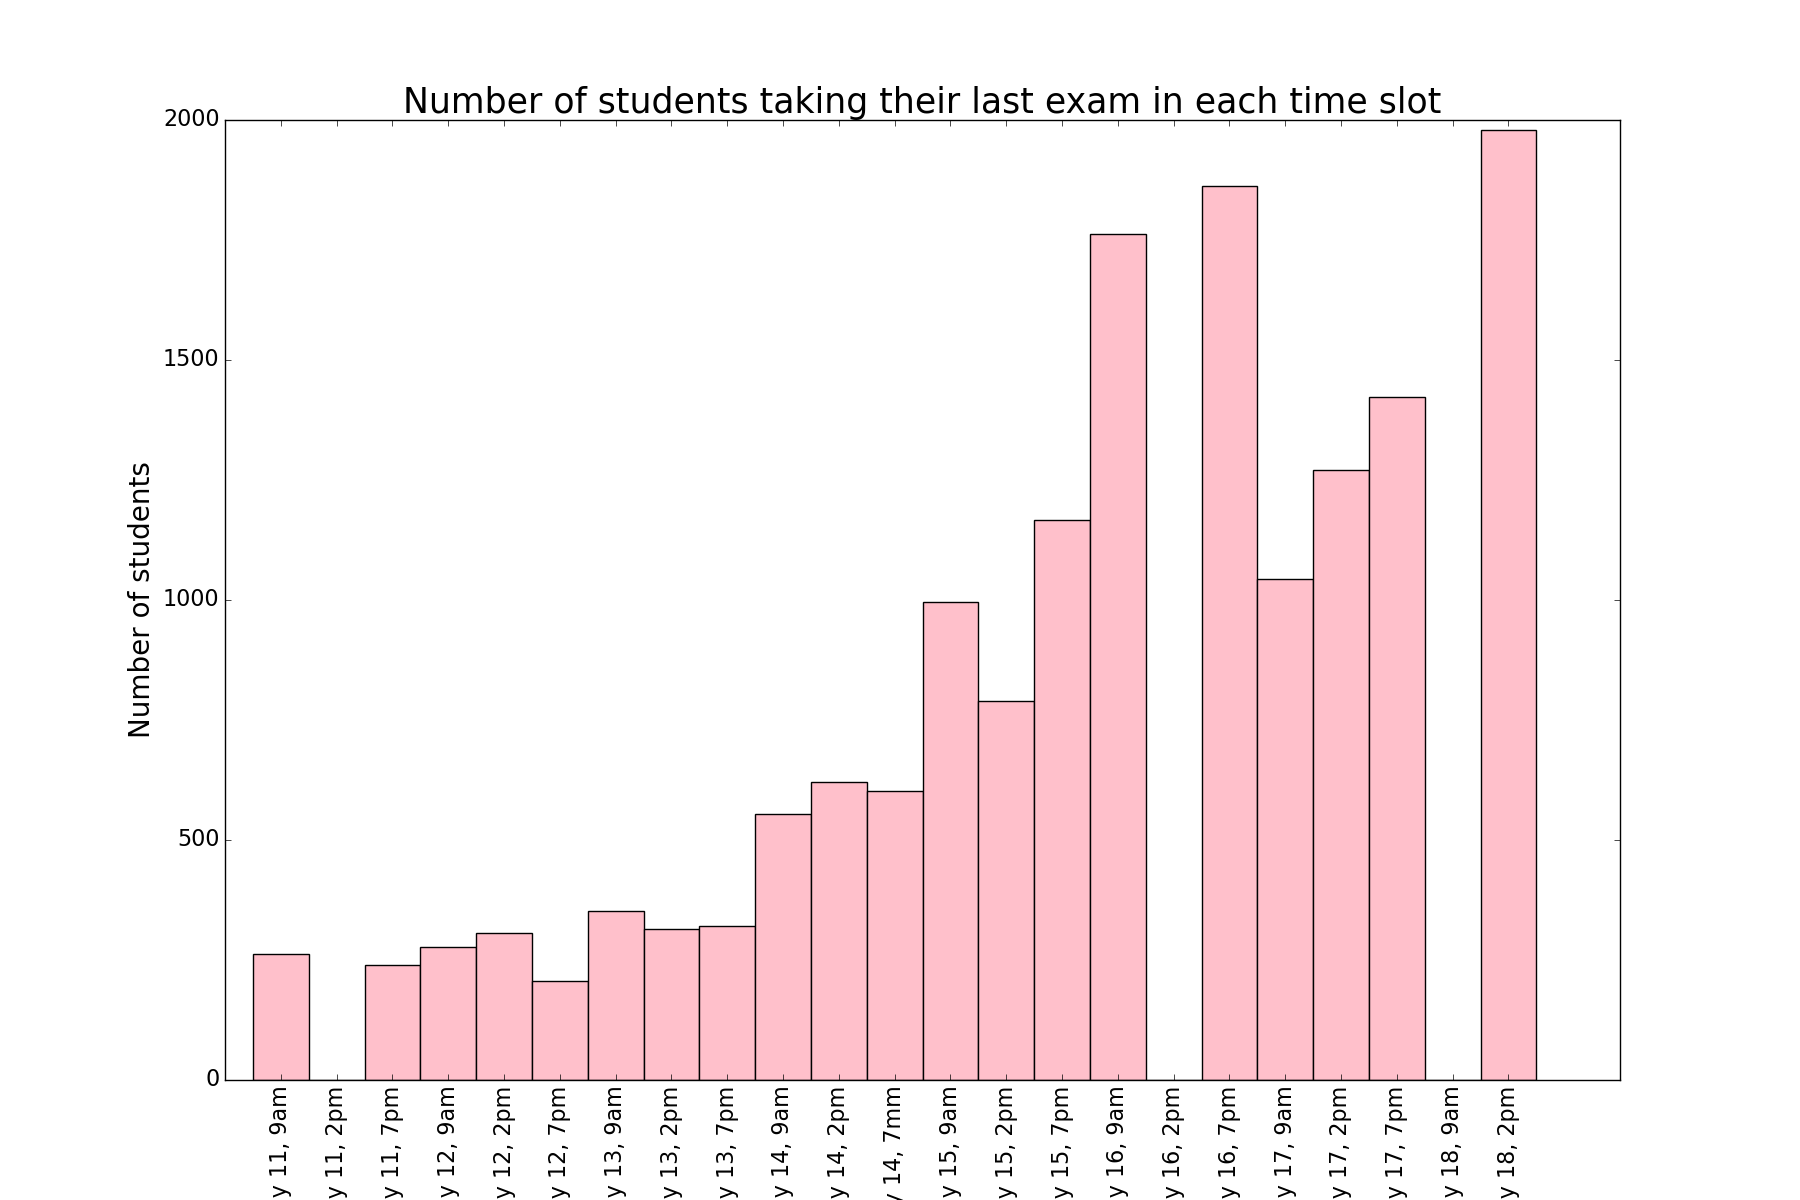 Number of students taking their last exam in each time slot
Number of students
2000
1500
1000
500
0
y 11, 9am
y 11, 2pm
y 11, 7pm
y 12, 9am
y 12, 2pm
y 12, 7pm
y 13, 9am
y 13, 2pm
y 13, 7pm
y 14, 9am
y 14, 2pm
y 14, 7mm
y 15, 9am
y 15, 2pm
y 15, 7pm
y 16, 9am
y 16, 2pm
y 16, 7pm
y 17, 9am
y 17, 2pm
y 17, 7pm
y 18, 9am
y 18, 2pm